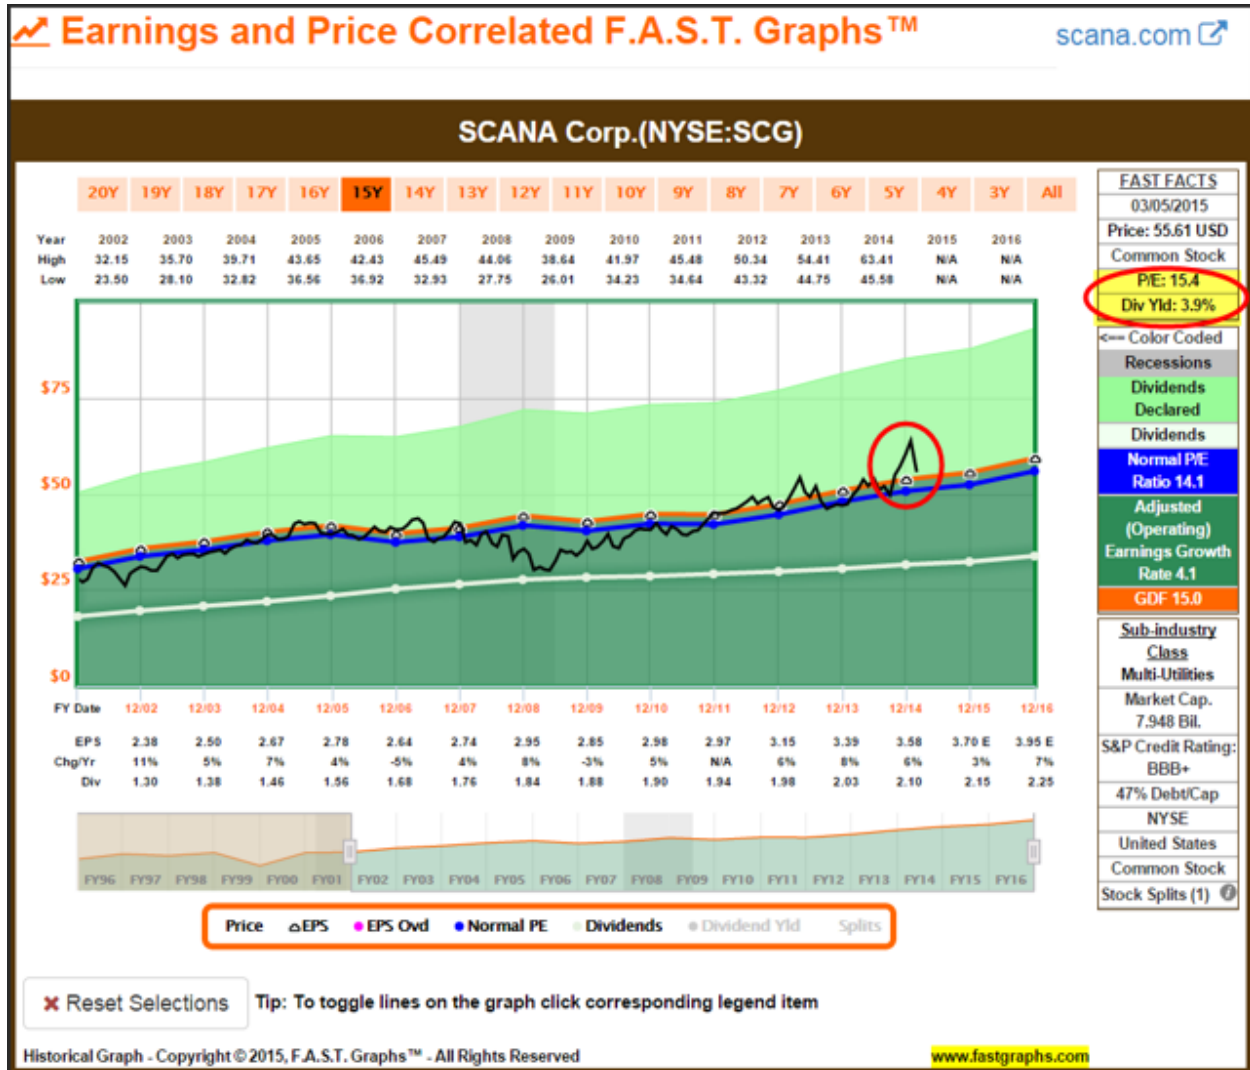 Earnings and Price Correlated F.A.S.T. Graphs™
scana.com
SCANA Corp.(NYSE:SCG)
20Y 19Y 18Y 17Y 16Y 15Y 14Y 13Y 12Y 11Y 10Y 9Y 8Y 7Y 6Y 5Y 4Y 3Y All
Year 2002 2003 2004 2005 2006 2007 2008 2009 2010 2011 2012 2013 2014 2015 2016
High 32.15 35.70 39.71 43.65 42.43 45.49 44.06 38.64 41.97 45.48 50.34 54.41 63.41 N/A N/A
Low 23.50 28.10 32.82 36.56 36.92 32.93 27.75 26.01 34.23 34.64 43.32 44.75 45.58 N/A N/A
$75
$50
$25
$0
FY Date 12/02 12/03 12/04 12/05 12/06 12/07 12/08 12/09 12/10 12/11 12/12 12/13 12/14 12/15 12/16
EPS 2.38 2.50 2.67 2.78 2.64 2.74 2.95 2.85 2.98 2.97 3.15 3.39 3.58 3.70 E 3.95 E
Chg/Yr 11% 5% 7% 4% -5% 4% 8% -3% 5% N/A 6% 8% 6% 3% 7%
Div 1.30 1.38 1.46 1.56 1.68 1.76 1.84 1.88 1.90 1.94 1.98 2.03 2.10 2.15 2.25
FY96 FY97 FY98 FY99 FY00 FY01 FY02 FY03 FY04 FY05 FY06 FY07 FY08 FY09 FY10 FY11 FY12 FY13 FY14 FY15 FY16
Price EPS EPS Ovd Normal PE Dividends Dividend Yld Splits
FAST FACTS
03/05/2015
Price: 55.61 USD
Common Stock
P/E: 15.4
Div Yld: 3.9%
<== Color Coded
Recessions
Dividends
Declared
Dividends
Normal P/E
Ratio 14.1
Adjusted
(Operating)
Earnings Growth
Rate 4.1
GDF 15.0
Sub-industry
Class
Multi-Utilities
Market Cap.
7.948 Bil.
S&P Credit Rating:
BBB+
47% Debt/Cap
NYSE
United States
Common Stock
Stock Splits (1)
Reset Selections
Tip: To toggle lines on the graph click corresponding legend item
Historical Graph - Copyright © 2015, F.A.S.T. Graphs™ - All Rights Reserved
www.fastgraphs.com